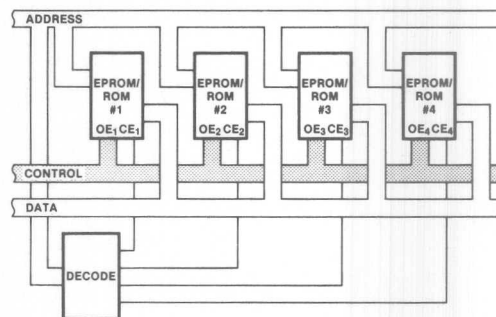 ADDRESS
EPROM/
ROM
#1
OE₁ CE₁
EPROM/
ROM
#2
OE₂ CE₂
EPROM/
ROM
#3
OE₃ CE₃
EPROM/
ROM
#4
OE₄ CE₄
CONTROL
DATA
DECODE